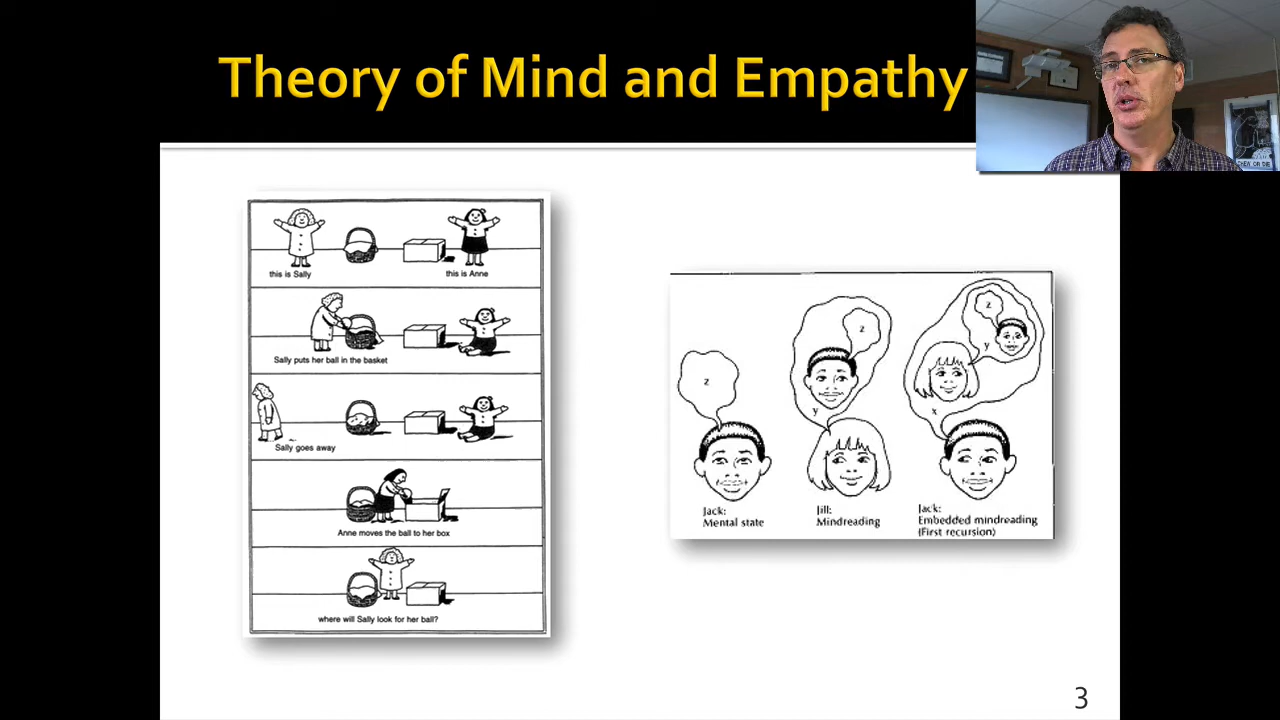 Theory of Mind and Empathy
this is Sally
this is Anne
Sally puts her ball in the basket
Sally goes away
Anne moves the ball to her box
where will Sally look for her ball?
z
z
y
z
y
x
Jack:
Mental state
Jill:
Mindreading
Jack:
Embedded mindreading
(First recursion)
OR DIE
3